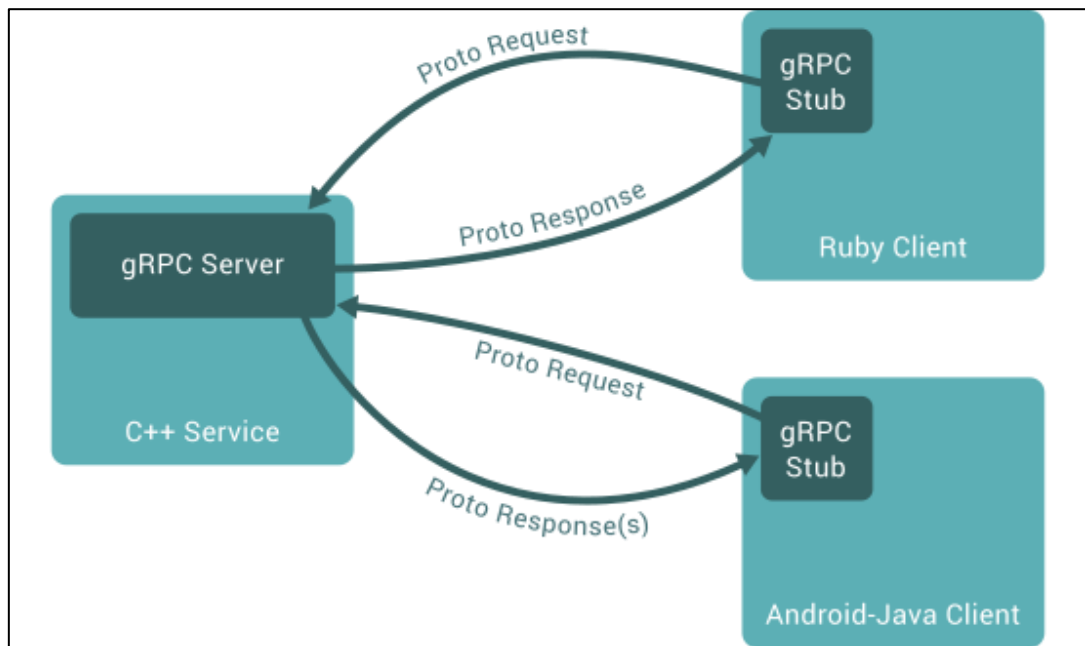 Proto Request
gRPC
Stub
Proto Response
Ruby Client
gRPC Server
C++ Service
Proto Request
gRPC
Stub
Proto Response(s)
Android-Java Client